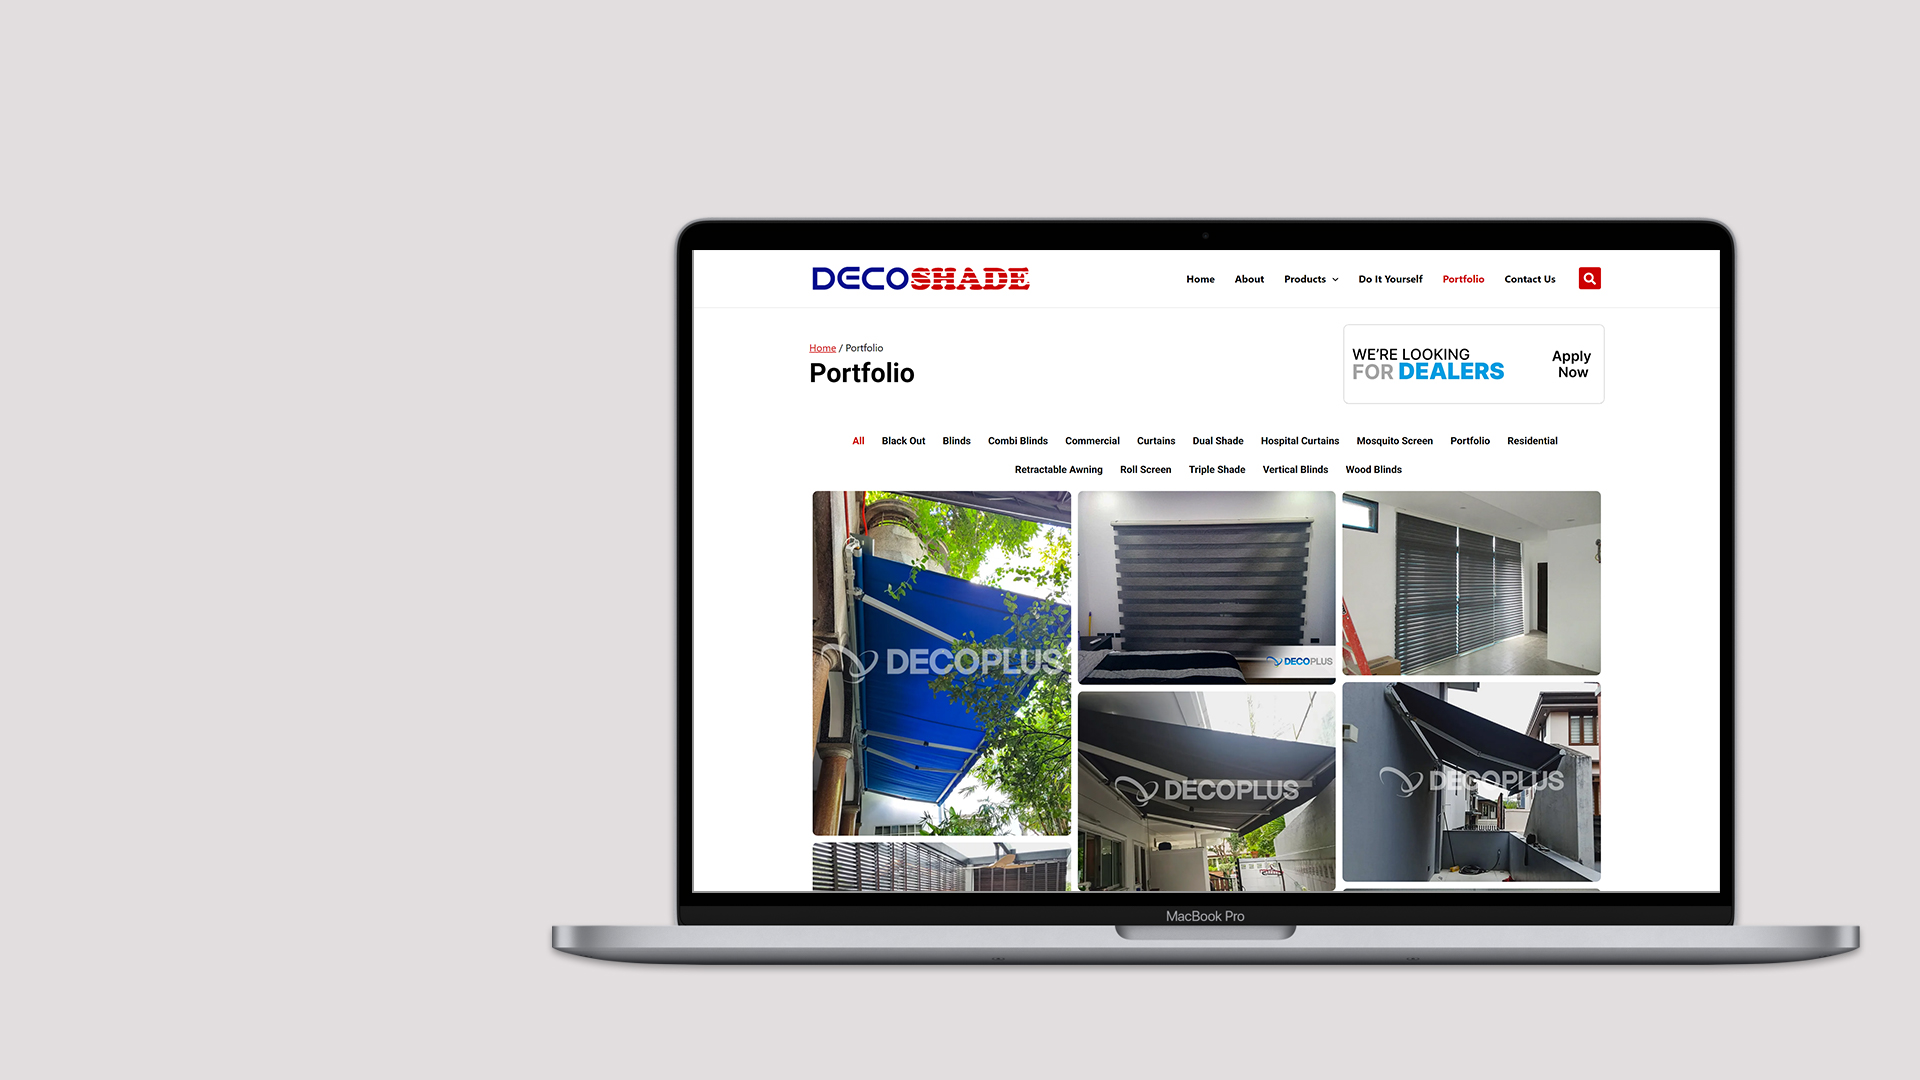 DECOSHADE
Home About Products Do It Yourself Portfolio Contact Us
Home / Portfolio
Portfolio
WE'RE LOOKING
FOR DEALERS
Apply
Now
All Black Out Blinds Combi Blinds Commercial Curtains Dual Shade Hospital Curtains Mosquito Screen Portfolio Residential
Retractable Awning Roll Screen Triple Shade Vertical Blinds Wood Blinds
DECOPLUS
DECOPLUS
DECOPLUS
DECOPLUS
MacBook Pro